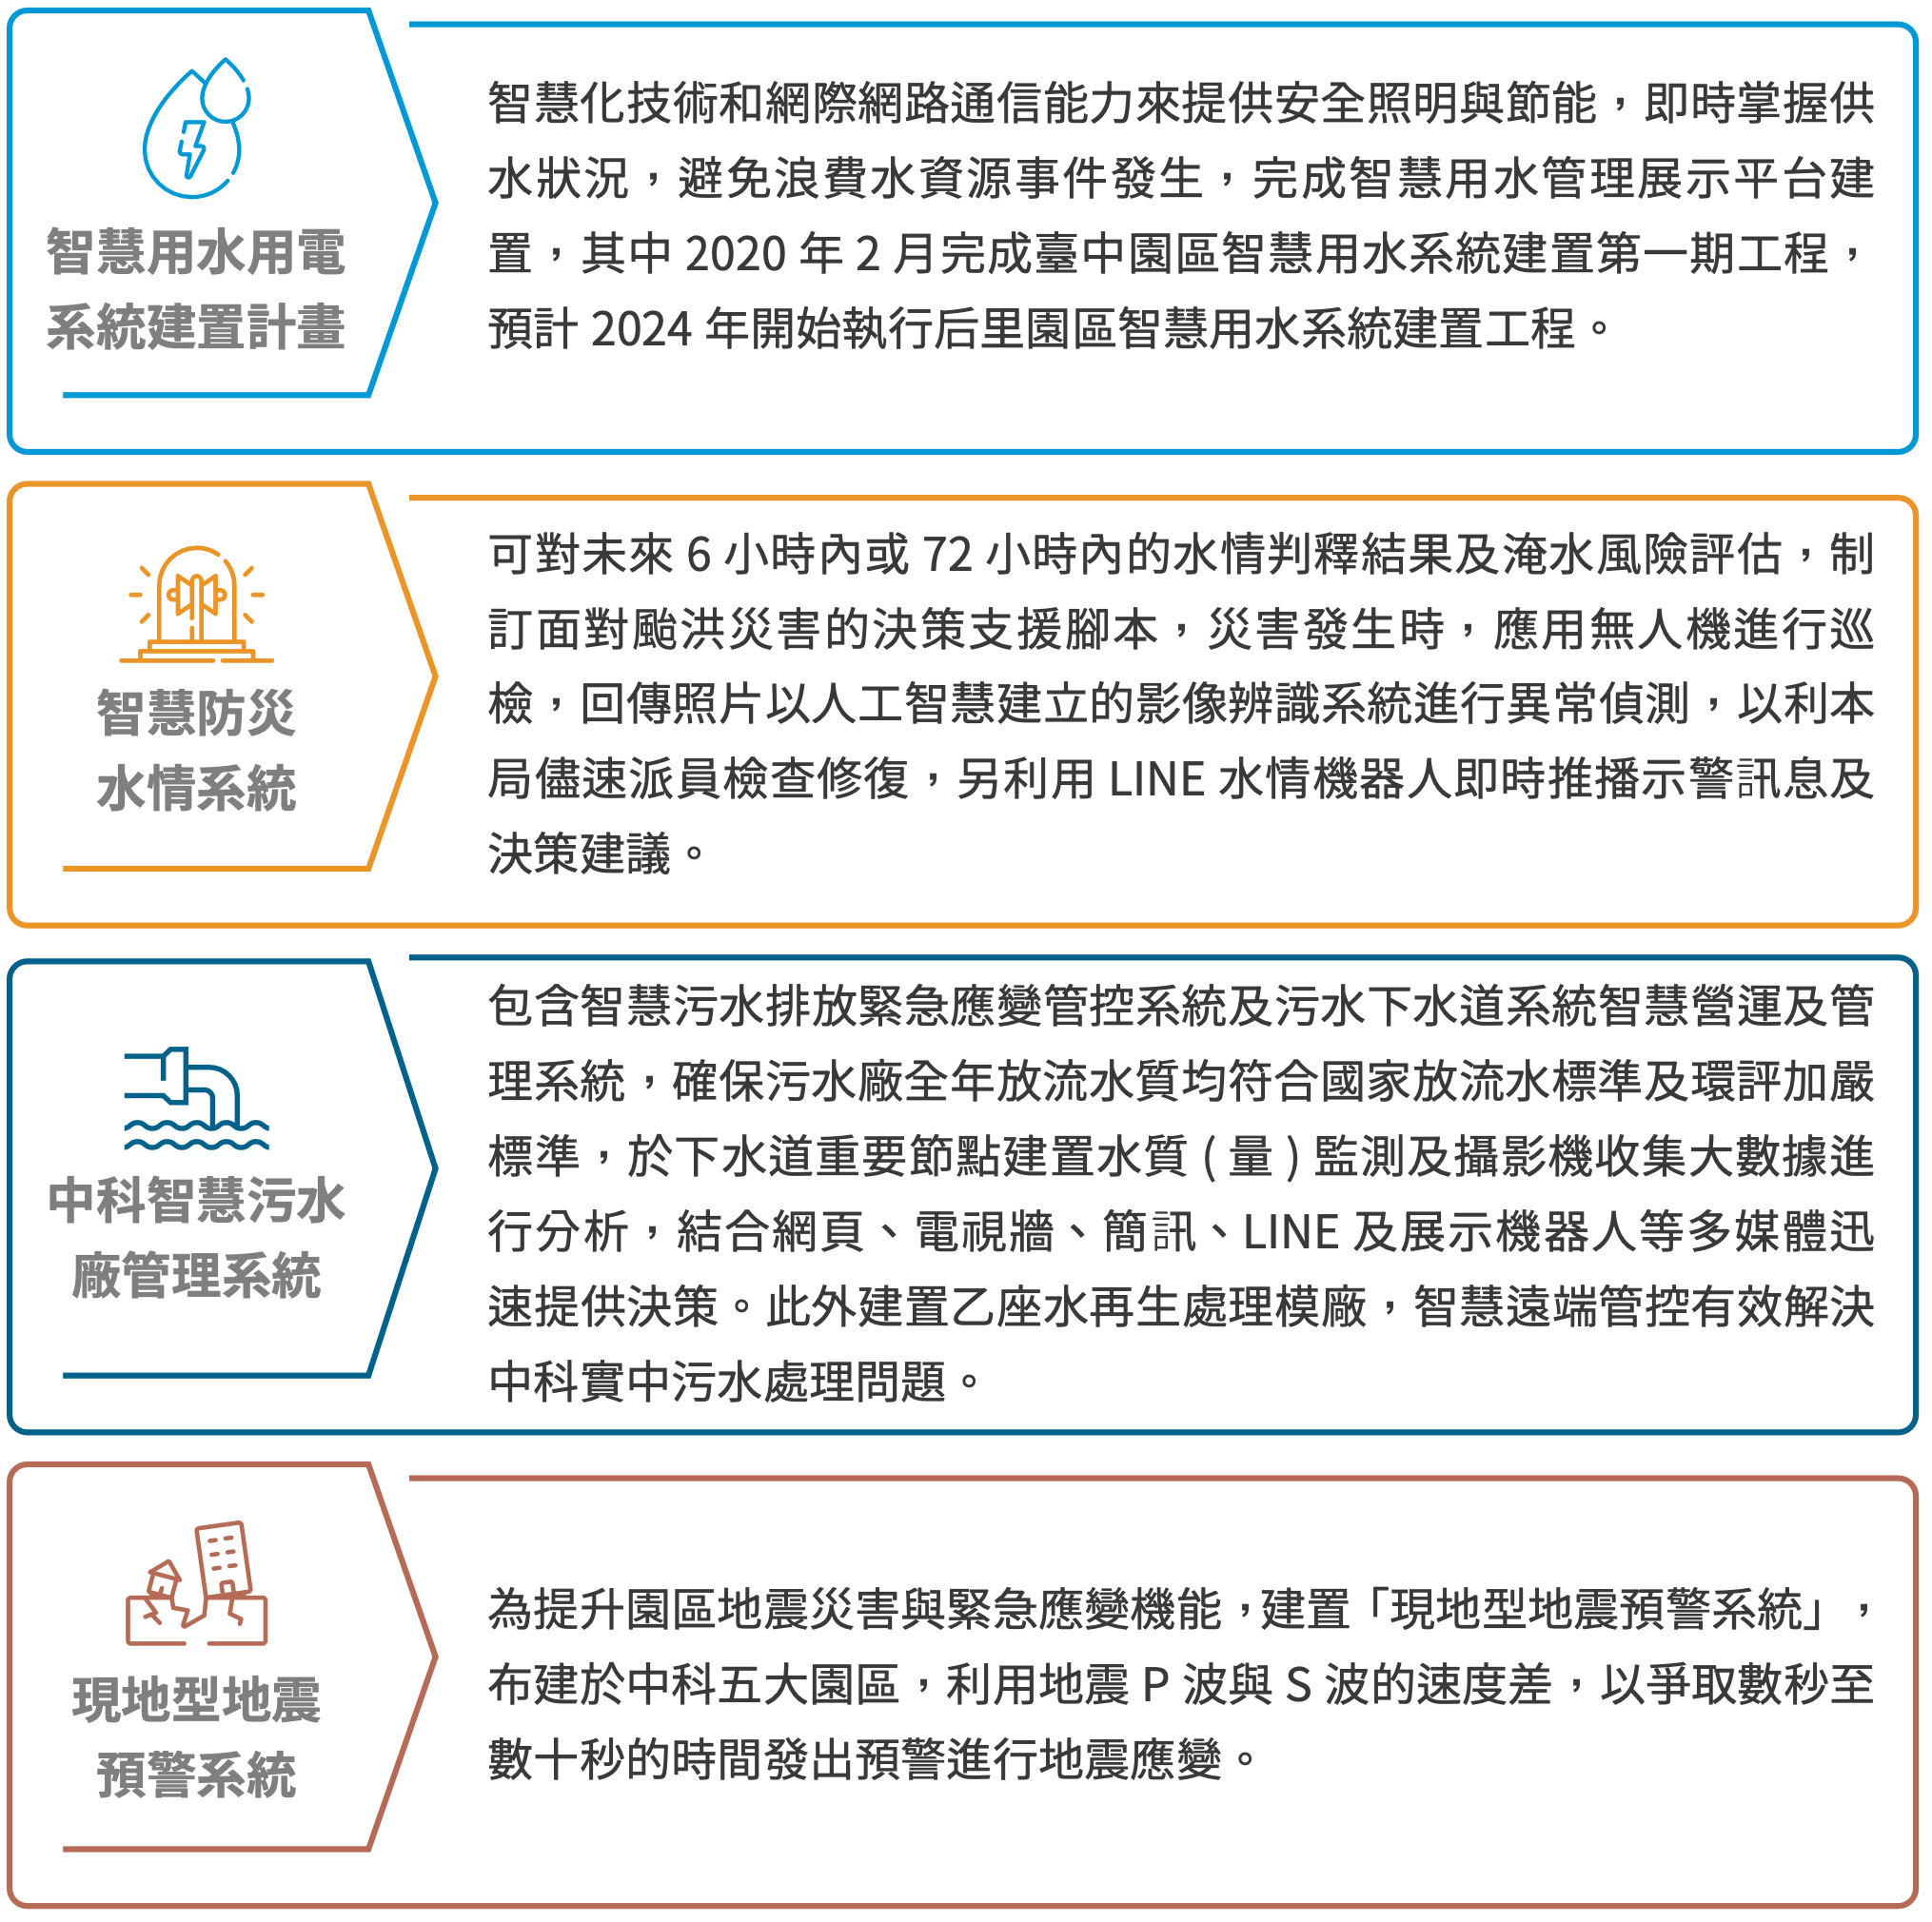 智慧用水用電
系統建置計畫
智慧化技術和網際網路通信能力來提供安全照明與節能，即時掌握供
水狀況，避免浪費水資源事件發生，完成智慧用水管理展示平台建
置，其中 2020 年 2 月完成臺中園區智慧用水系統建置第一期工程，
預計 2024 年開始執行后里園區智慧用水系統建置工程。
智慧防災
水情系統
可對未來 6 小時內或 72 小時內的水情判釋結果及淹水風險評估，制
訂面對颱洪災害的決策支援腳本，災害發生時，應用無人機進行巡
檢，回傳照片以人工智慧建立的影像辨識系統進行異常偵測，以利本
局儘速派員檢查修復，另利用 LINE 水情機器人即時推播示警訊息及
決策建議。
中科智慧污水
廠管理系統
包含智慧污水排放緊急應變管控系統及污水下水道系統智慧營運及管
理系統，確保污水廠全年放流水質均符合國家放流水標準及環評加嚴
標準，於下水道重要節點建置水質 ( 量 ) 監測及攝影機收集大數據進
行分析，結合網頁、電視牆、簡訊、LINE 及展示機器人等多媒體迅
速提供決策。此外建置乙座水再生處理模廠，智慧遠端管控有效解決
中科實中污水處理問題。
現地型地震
預警系統
為提升園區地震災害與緊急應變機能，建置「現地型地震預警系統」，
布建於中科五大園區，利用地震 P 波與 S 波的速度差，以爭取數秒至
數十秒的時間發出預警進行地震應變。